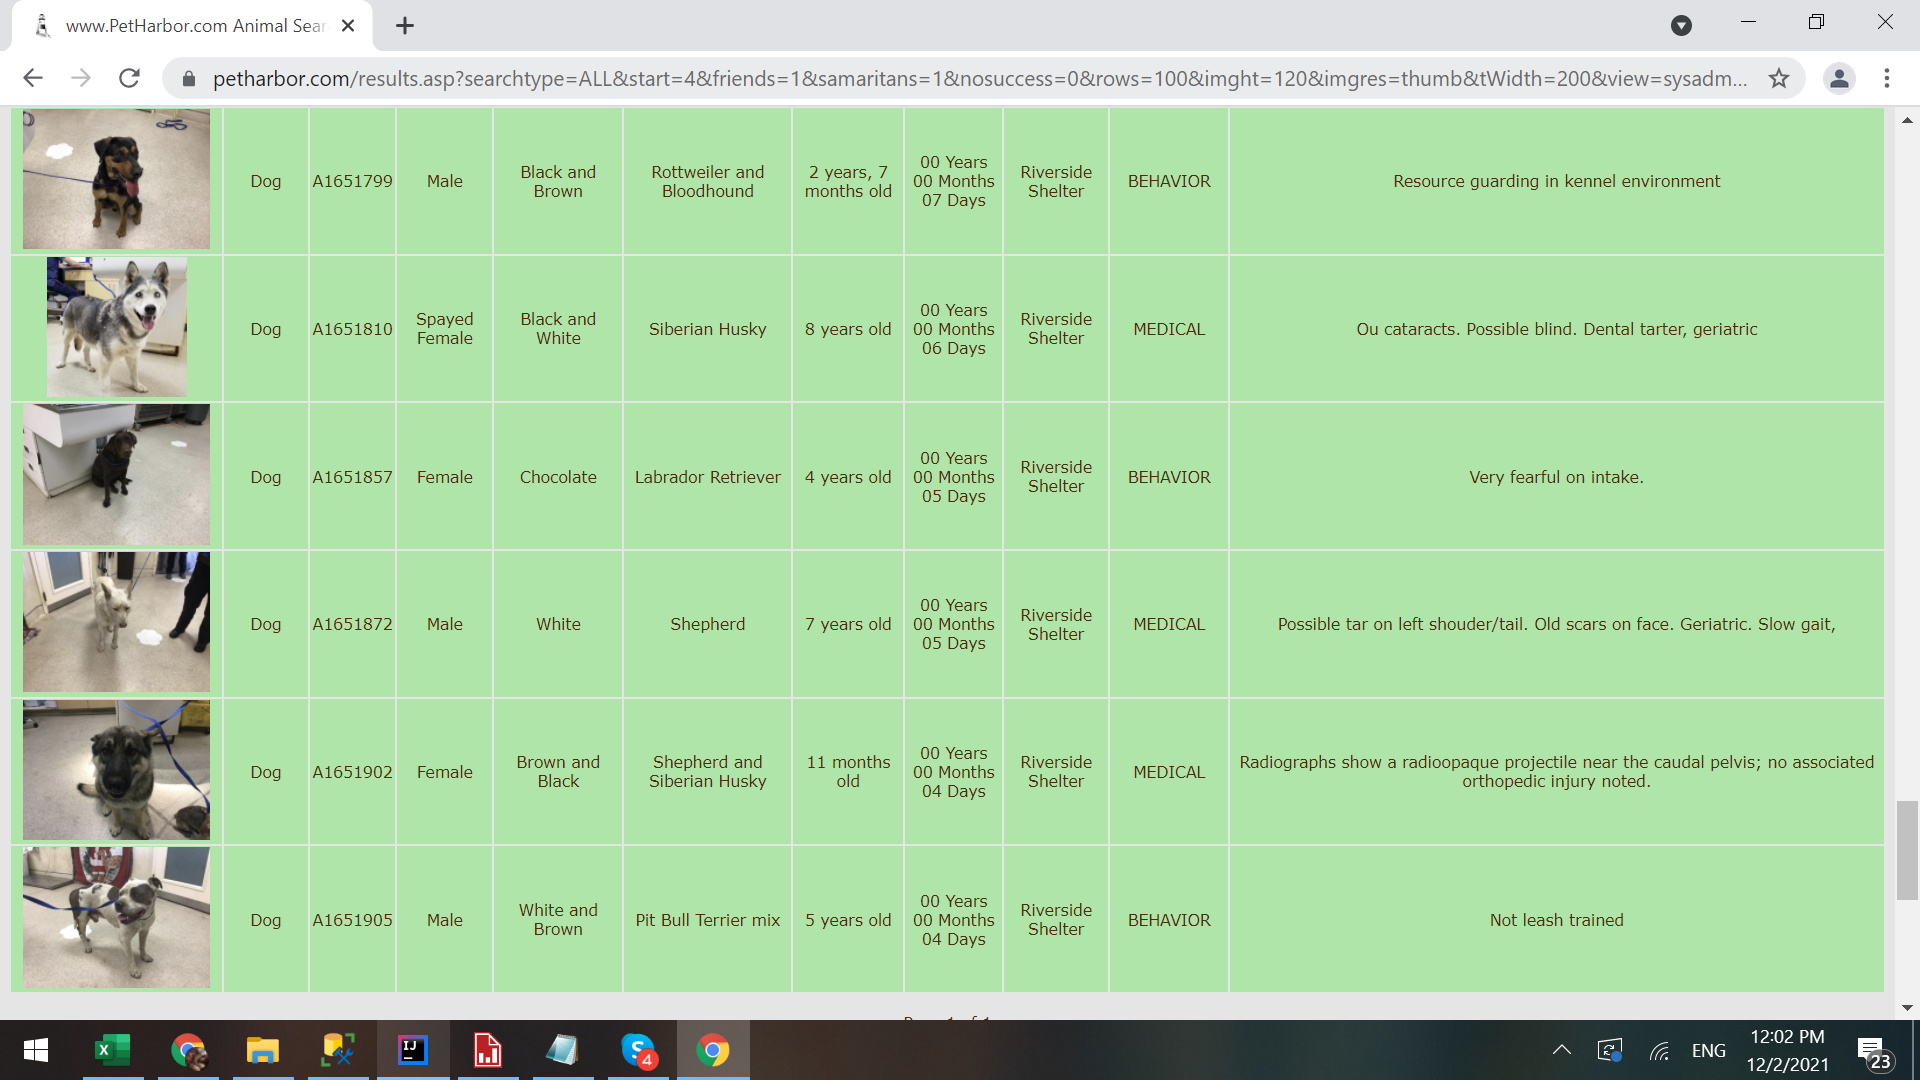 www.PetHarbor.com Animal Sear
petharbor.com/results.asp?searchtype=ALL&start=4&friends=1&samaritans=1&nosuccess=0&rows=100&imght=120&imgres=thumb&tWidth=200&view=sysadm...
Dog A1651799 Male Black and Brown Rottweiler and Bloodhound 2 years, 7 months old 00 Years 00 Months 07 Days Riverside Shelter BEHAVIOR Resource guarding in kennel environment
Dog A1651810 Spayed Female Black and White Siberian Husky 8 years old 00 Years 00 Months 06 Days Riverside Shelter MEDICAL Ou cataracts. Possible blind. Dental tarter, geriatric
Dog A1651857 Female Chocolate Labrador Retriever 4 years old 00 Years 00 Months 05 Days Riverside Shelter BEHAVIOR Very fearful on intake.
Dog A1651872 Male White Shepherd 7 years old 00 Years 00 Months 05 Days Riverside Shelter MEDICAL Possible tar on left shouder/tail. Old scars on face. Geriatric. Slow gait,
Dog A1651902 Female Brown and Black Shepherd and Siberian Husky 11 months old 00 Years 00 Months 04 Days Riverside Shelter MEDICAL Radiographs show a radioopaque projectile near the caudal pelvis; no associated orthopedic injury noted.
Dog A1651905 Male White and Brown Pit Bull Terrier mix 5 years old 00 Years 00 Months 04 Days Riverside Shelter BEHAVIOR Not leash trained
X
IJ
S 4
ENG
12:02 PM
12/2/2021
23